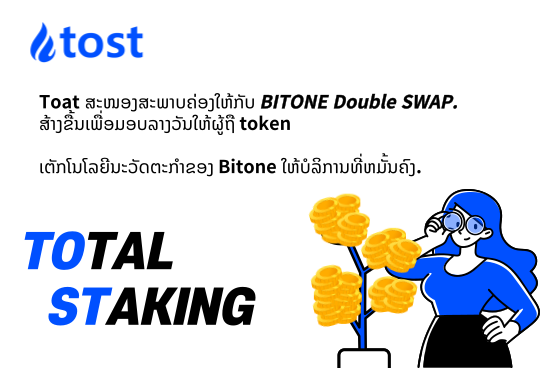 tost
Toat ສະໜອງສະພາບຄ່ອງໃຫ້ກັບ BITONE Double SWAP.
ສ້າງຂື້ນເພື່ອມອບລາງວັນໃຫ້ຜູ້ຖື token
ເຕັກໂນໂລຍີນະວັດຕະກຳຂອງ Bitone ໃຫ້ບໍລິການທີ່ຫມັ້ນຄົງ.
TOTAL
STAKING